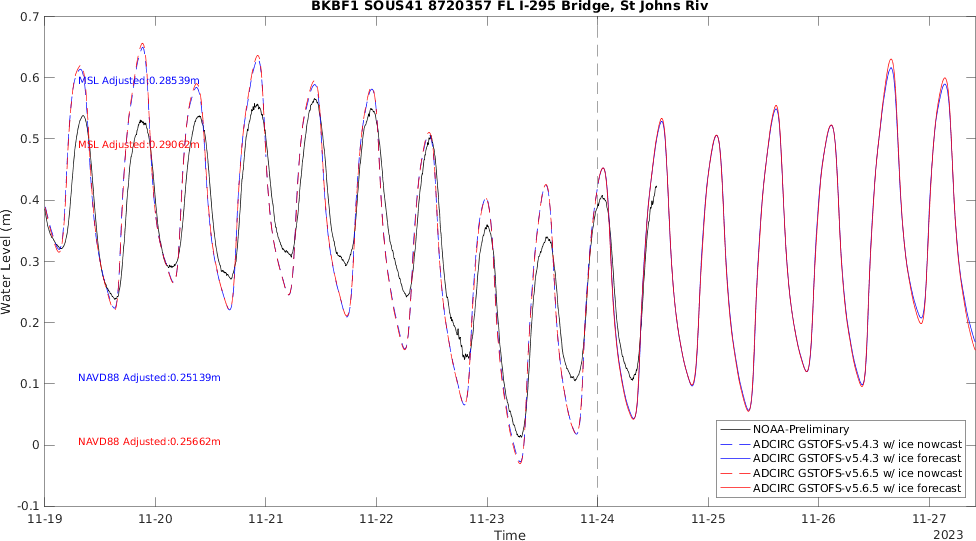 BKBF1 SOUS41 8720357 FL I-295 Bridge, St Johns Riv
0.7
0.6
0.5
0.4
0.3
0.2
0.1
0
-0.1
Water Level (m)
MSL Adjusted:0.28539m
MSL Adjusted:0.29062m
NAVD88 Adjusted:0.25139m
NAVD88 Adjusted:0.25662m
NOAA-Preliminary
ADCIRC GSTOFS-v5.4.3 w/ ice nowcast
ADCIRC GSTOFS-v5.4.3 w/ ice forecast
ADCIRC GSTOFS-v5.6.5 w/ ice nowcast
ADCIRC GSTOFS-v5.6.5 w/ ice forecast
11-19 11-20 11-21 11-22 11-23 11-24 11-25 11-26 11-27
Time
2023